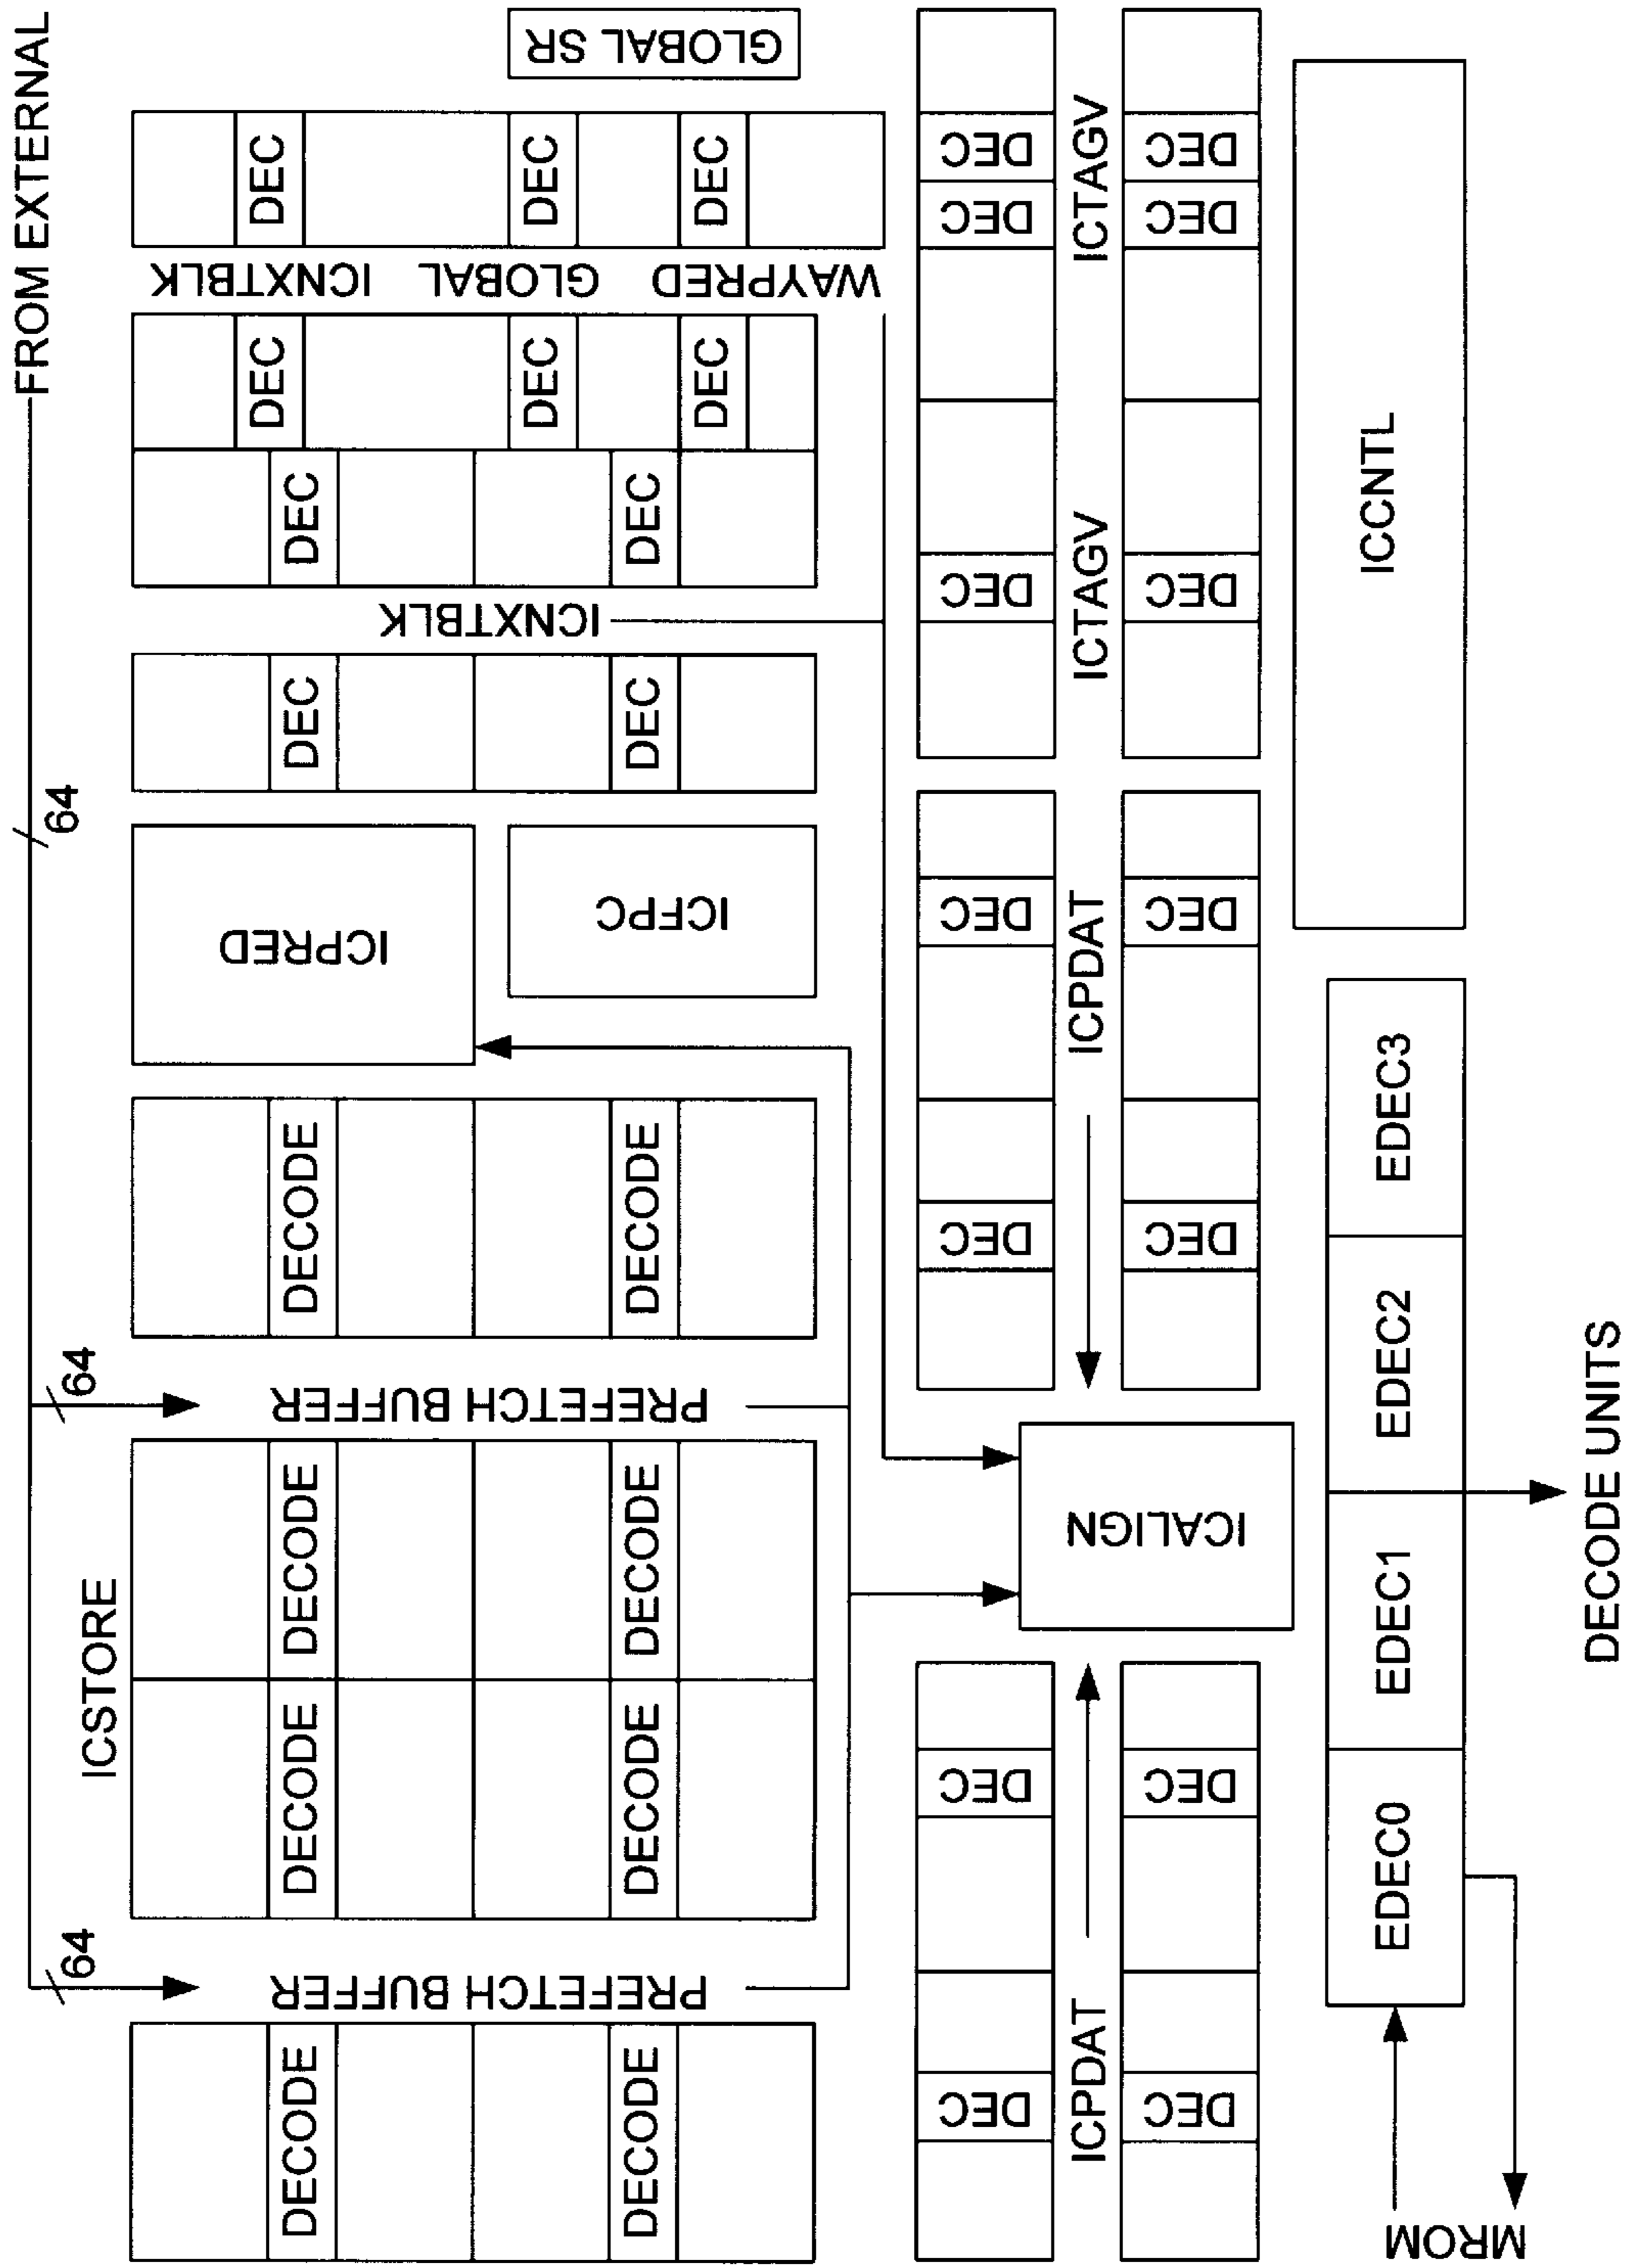 FROM EXTERNAL
64
64
64
ICSTORE
DECODE
PREFETCH BUFFER
DECODE
DECODE
PREFETCH BUFFER
DECODE
ICPRED
DEC
ICNXTBLK
DEC
DEC
ICNXTBLK
DEC
ICFPC
DEC
GLOBAL
DEC
GLOBAL SR
DECODE
DECODE
DECODE
DECODE
DEC
DEC
DEC
WAYPRED
DEC
DEC
DEC
DEC
DEC
DEC
DEC
DEC
ICPDAT
ICALIGN
ICPDAT
ICTAGV
ICTAGV
DEC
DEC
DEC
DEC
DEC
DEC
DEC
MROM
EDEC0
EDEC1
EDEC2
EDEC3
ICCNTL
DECODE UNITS